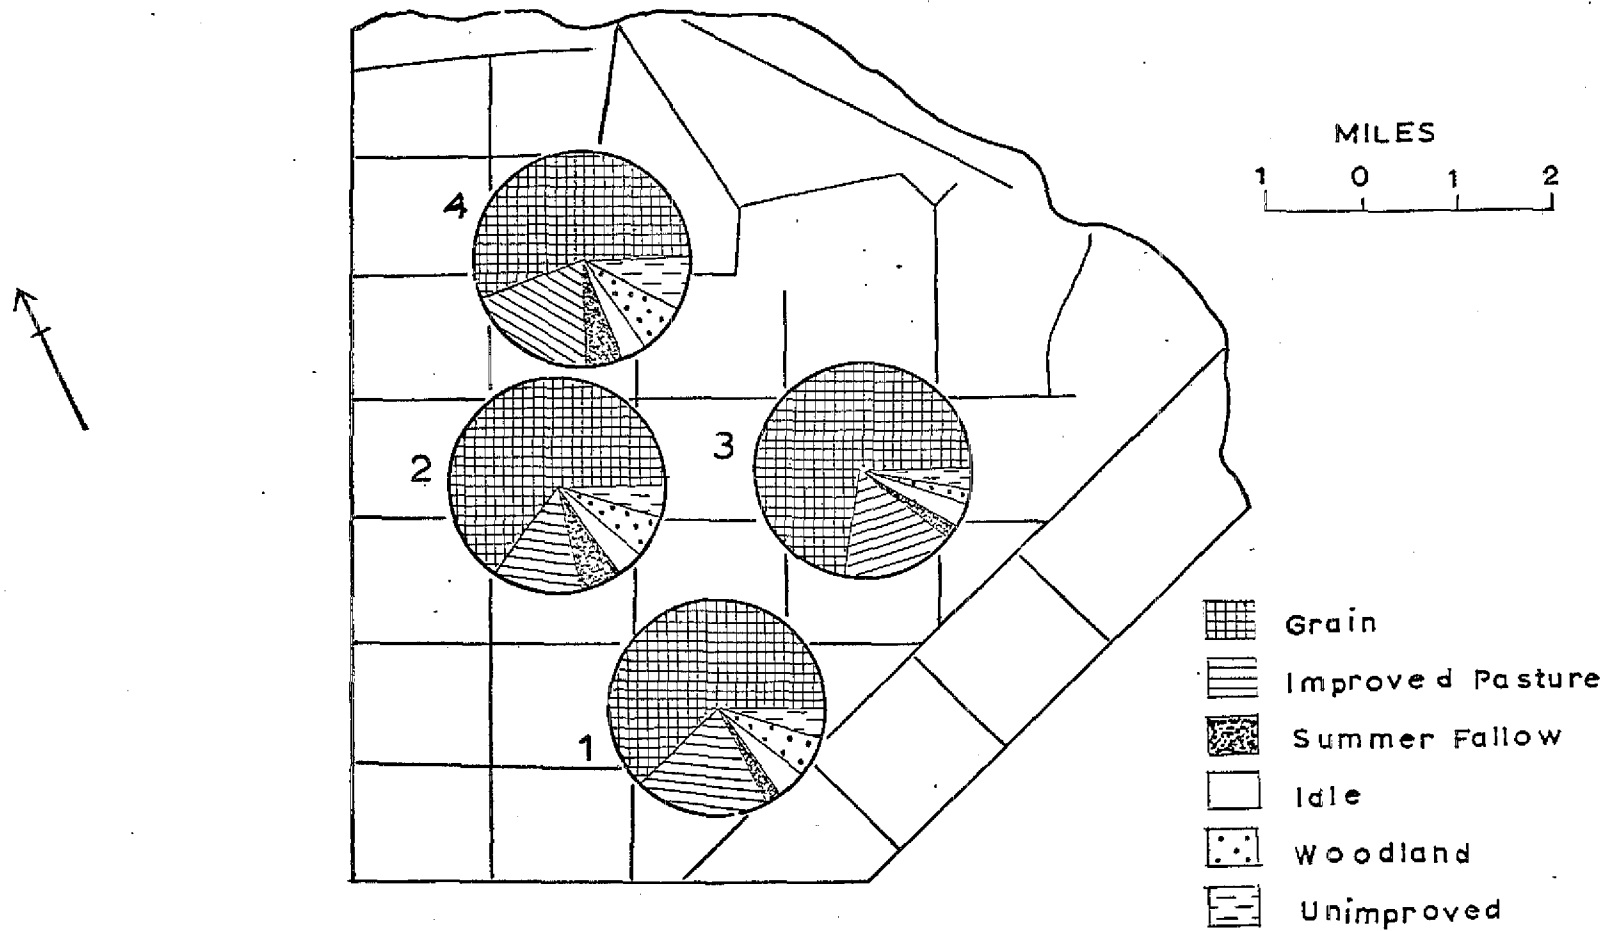 MILES
1 0 1 2
4
2
3
1
Grain
Improved Pasture
Summer Fallow
Idle
Woodland
Unimproved